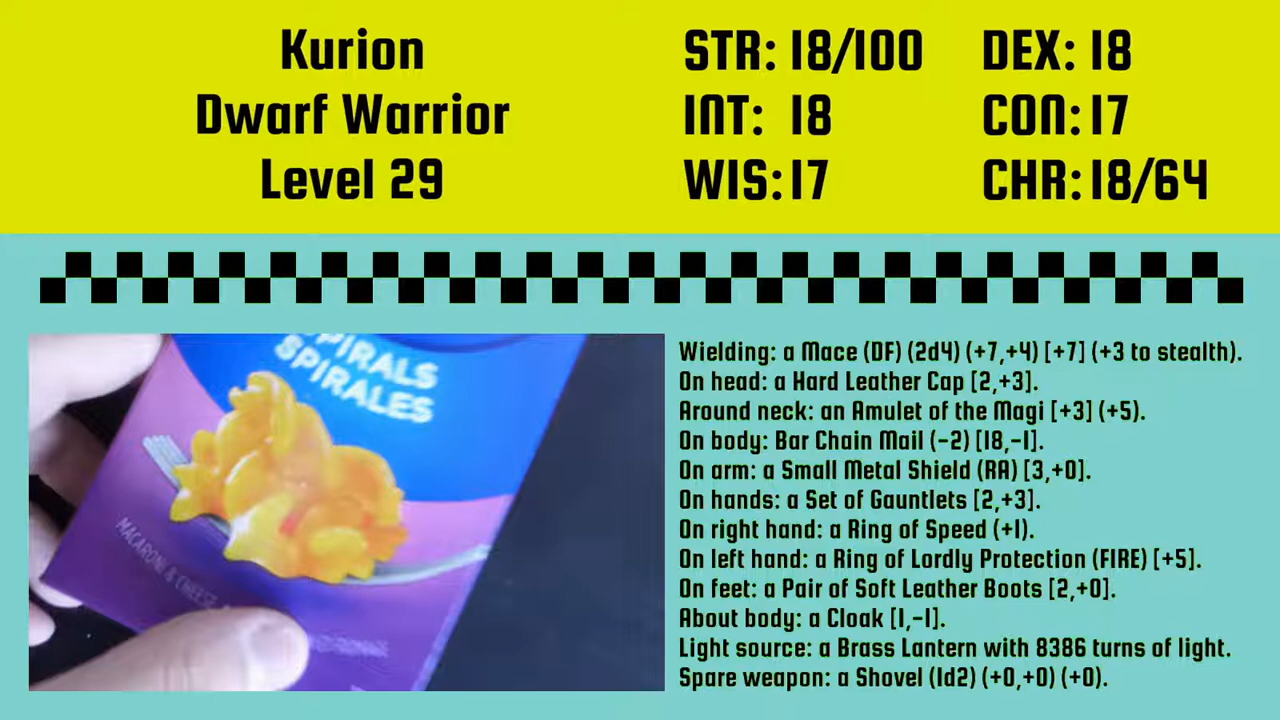 Kurion
Dwarf Warrior
Level 29
STR: 18/100
INT: 18
WIS: 17
DEX: 18
CON: 17
CHR: 18/64
SPIRALS
SPIRALES
MACARONI & CHEESE
Wielding: a Mace (DF) (2d4) (+7,+4) [+7] (+3 to stealth).
On head: a Hard Leather Cap [2,+3].
Around neck: an Amulet of the Magi [+3] (+5).
On body: Bar Chain Mail (-2) [18,-1].
On arm: a Small Metal Shield (RA) [3,+0].
On hands: a Set of Gauntlets [2,+3].
On right hand: a Ring of Speed (+1).
On left hand: a Ring of Lordly Protection (FIRE) [+5].
On feet: a Pair of Soft Leather Boots [2,+0].
About body: a Cloak [1,-1].
Light source: a Brass Lantern with 8386 turns of light.
Spare weapon: a Shovel (1d2) (+0,+0) (+0).